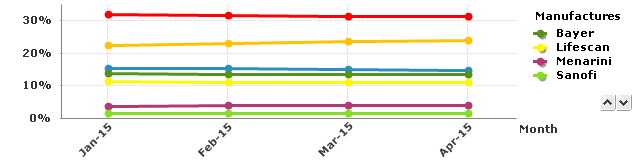 Manufactures
Bayer
Lifescan
Menarini
Sanofi
30%
20%
10%
0%
Jan-15
Feb-15
Mar-15
Apr-15
Month